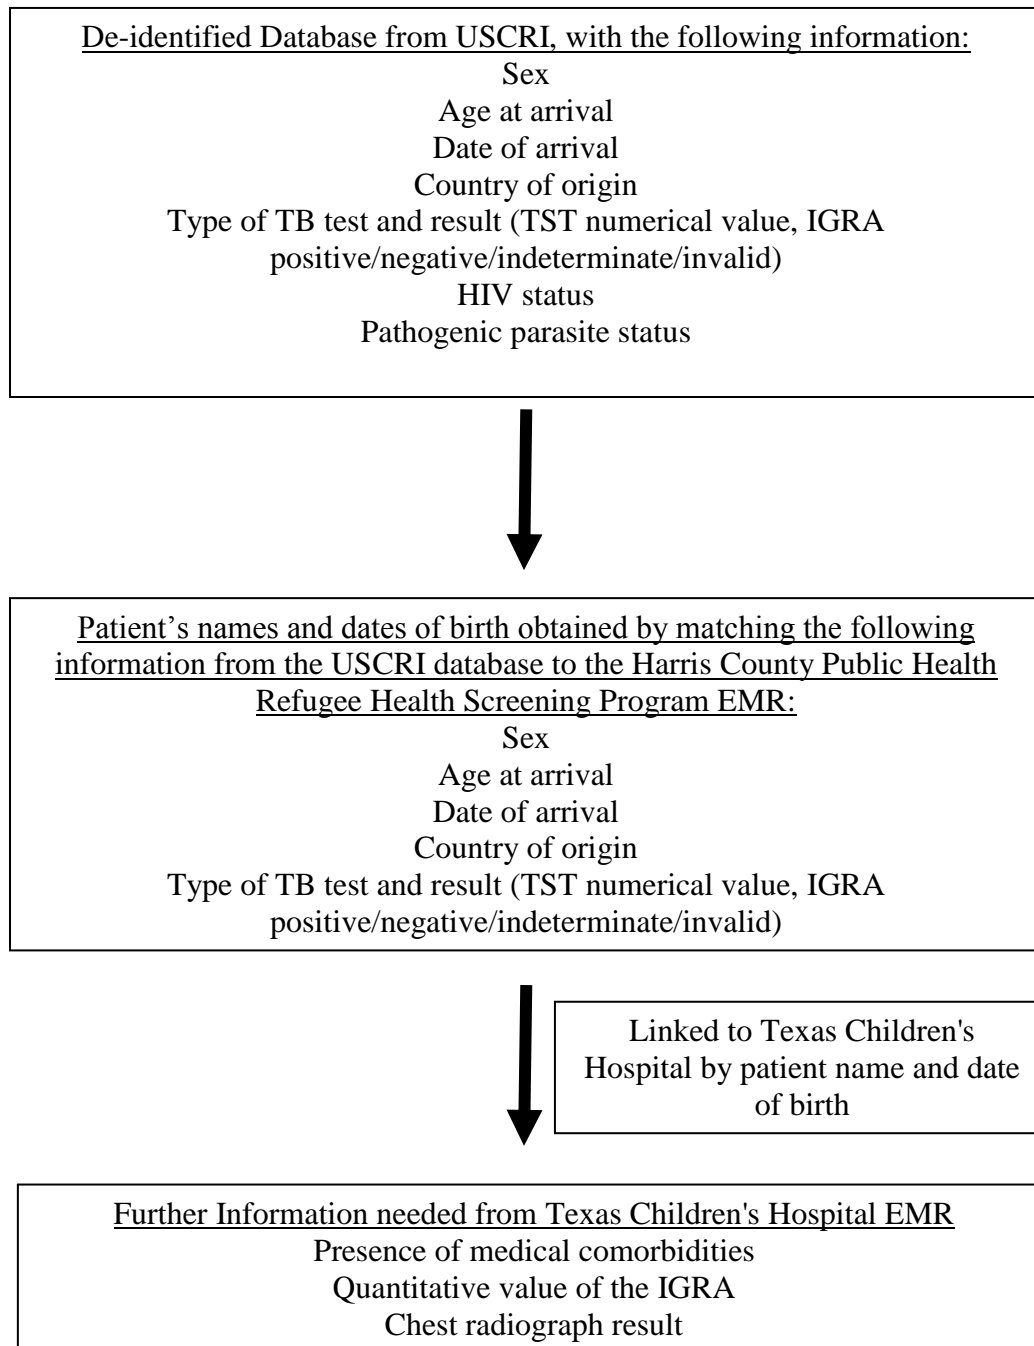 De-identified Database from USCRI, with the following information:
Sex
Age at arrival
Date of arrival
Country of origin
Type of TB test and result (TST numerical value, IGRA
positive/negative/indeterminate/invalid)
HIV status
Pathogenic parasite status
Patient’s names and dates of birth obtained by matching the following
information from the USCRI database to the Harris County Public Health
Refugee Health Screening Program EMR:
Sex
Age at arrival
Date of arrival
Country of origin
Type of TB test and result (TST numerical value, IGRA
positive/negative/indeterminate/invalid)
Linked to Texas Children's
Hospital by patient name and date
of birth
Further Information needed from Texas Children's Hospital EMR
Presence of medical comorbidities
Quantitative value of the IGRA
Chest radiograph result